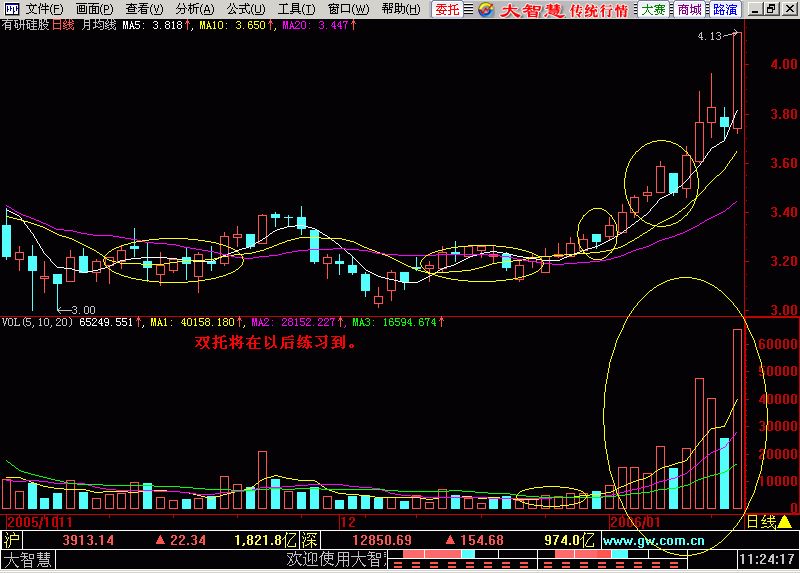 文件(F) 画面(P) 查看(V) 分析(A) 公式(U) 工具(T) 窗口(W) 帮助(H) 委托 大智慧 传统行情 大赛 商城 路演
有研硅股日线 月均线 MA5: 3.818↑, MA10: 3.650↑, MA20: 3.447↑
4.13
4.00
3.80
3.60
3.40
3.20
3.00
3.00
VOL(5,10,20) 65249.551↑, MA1: 40158.180↑, MA2: 28152.227↑, MA3: 16594.674↑
双托将在以后练习到。
60000
50000
40000
30000
20000
10000
0
2005/10 11 12 2006/01 日线
沪 3913.14 ▲ 22.34 1,821.8亿 深 12850.69 ▲ 154.68 974.0亿 www.gw.com.cn
大智慧 欢迎使用大智 11:24:17